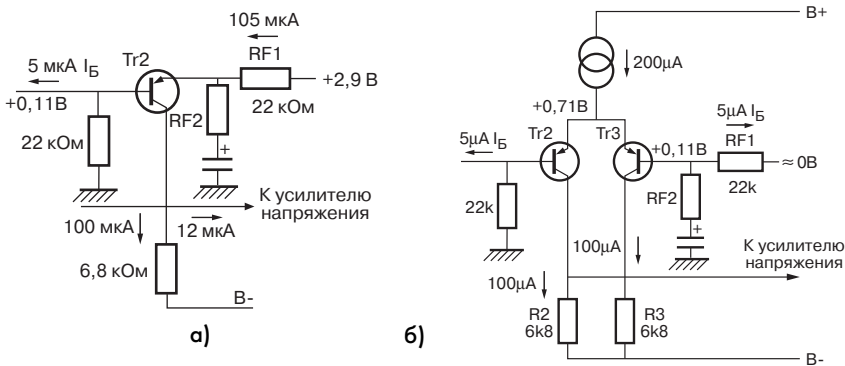 105 мкА
RF1
5 мкА IБ
Tr2
+2,9 В
+0,11В
RF2
22 кОм
22 кОм
+
К усилителю
напряжения
100 мкА
12 мкА
6,8 кОм
В-
а)
В+
200µA
+0,71В
5µA IБ
Tr2
Tr3
+0,11В
5µA IБ
RF1
≈0В
22k
RF2
22k
+
100µA
К усилителю
напряжения
100µA
R2
6k8
R3
6k8
В-
б)